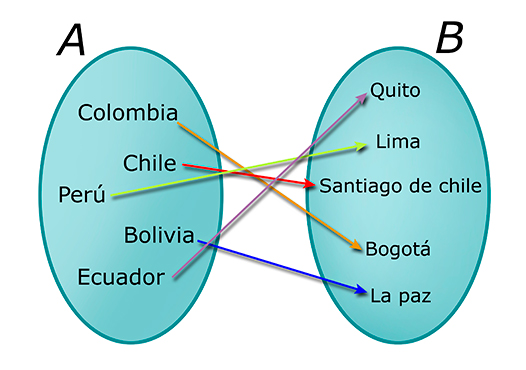 A
Colombia
Chile
Perú
Bolivia
Ecuador
B
Quito
Lima
Santiago de chile
Bogotá
La paz